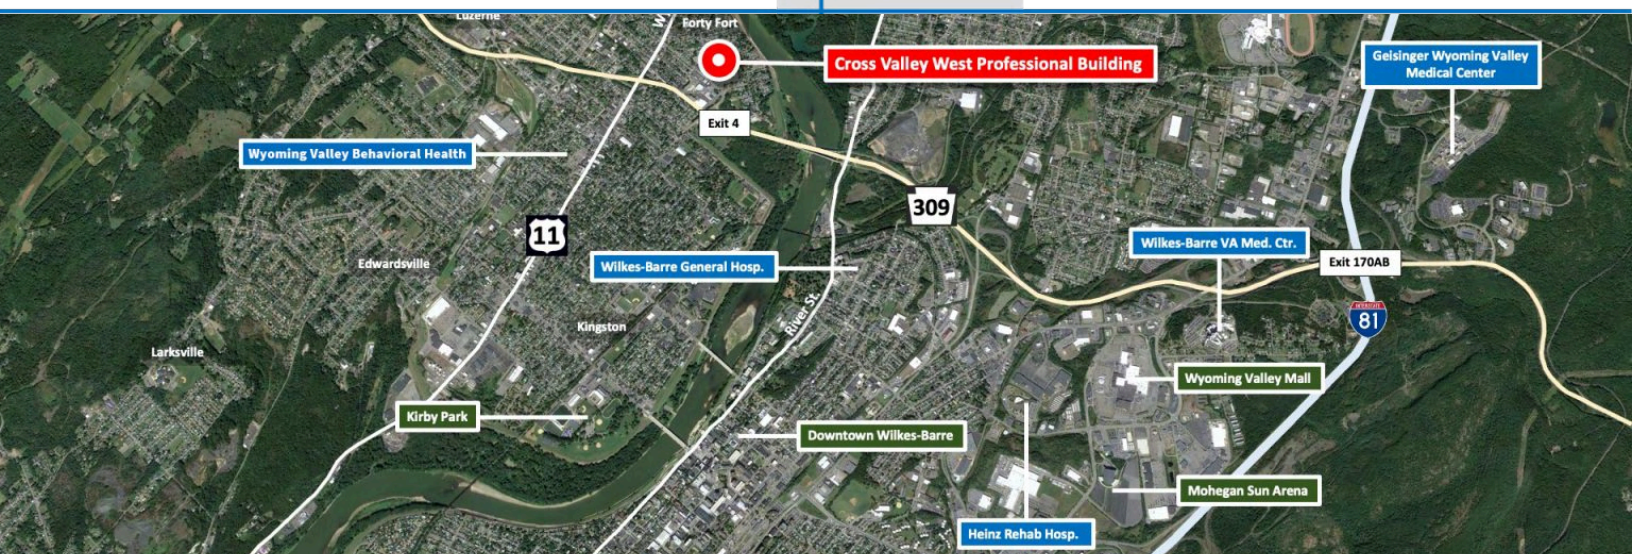 Luzerne
Forty Fort
Cross Valley West Professional Building
Geisinger Wyoming Valley
Medical Center
Exit 4
Wyoming Valley Behavioral Health
309
11
Wilkes-Barre VA Med. Ctr.
Edwardsville
Wilkes-Barre General Hosp.
Exit 170AB
River St.
INTERSTATE
81
Kingston
Larksville
Wyoming Valley Mall
Kirby Park
Downtown Wilkes-Barre
Mohegan Sun Arena
Heinz Rehab Hosp.